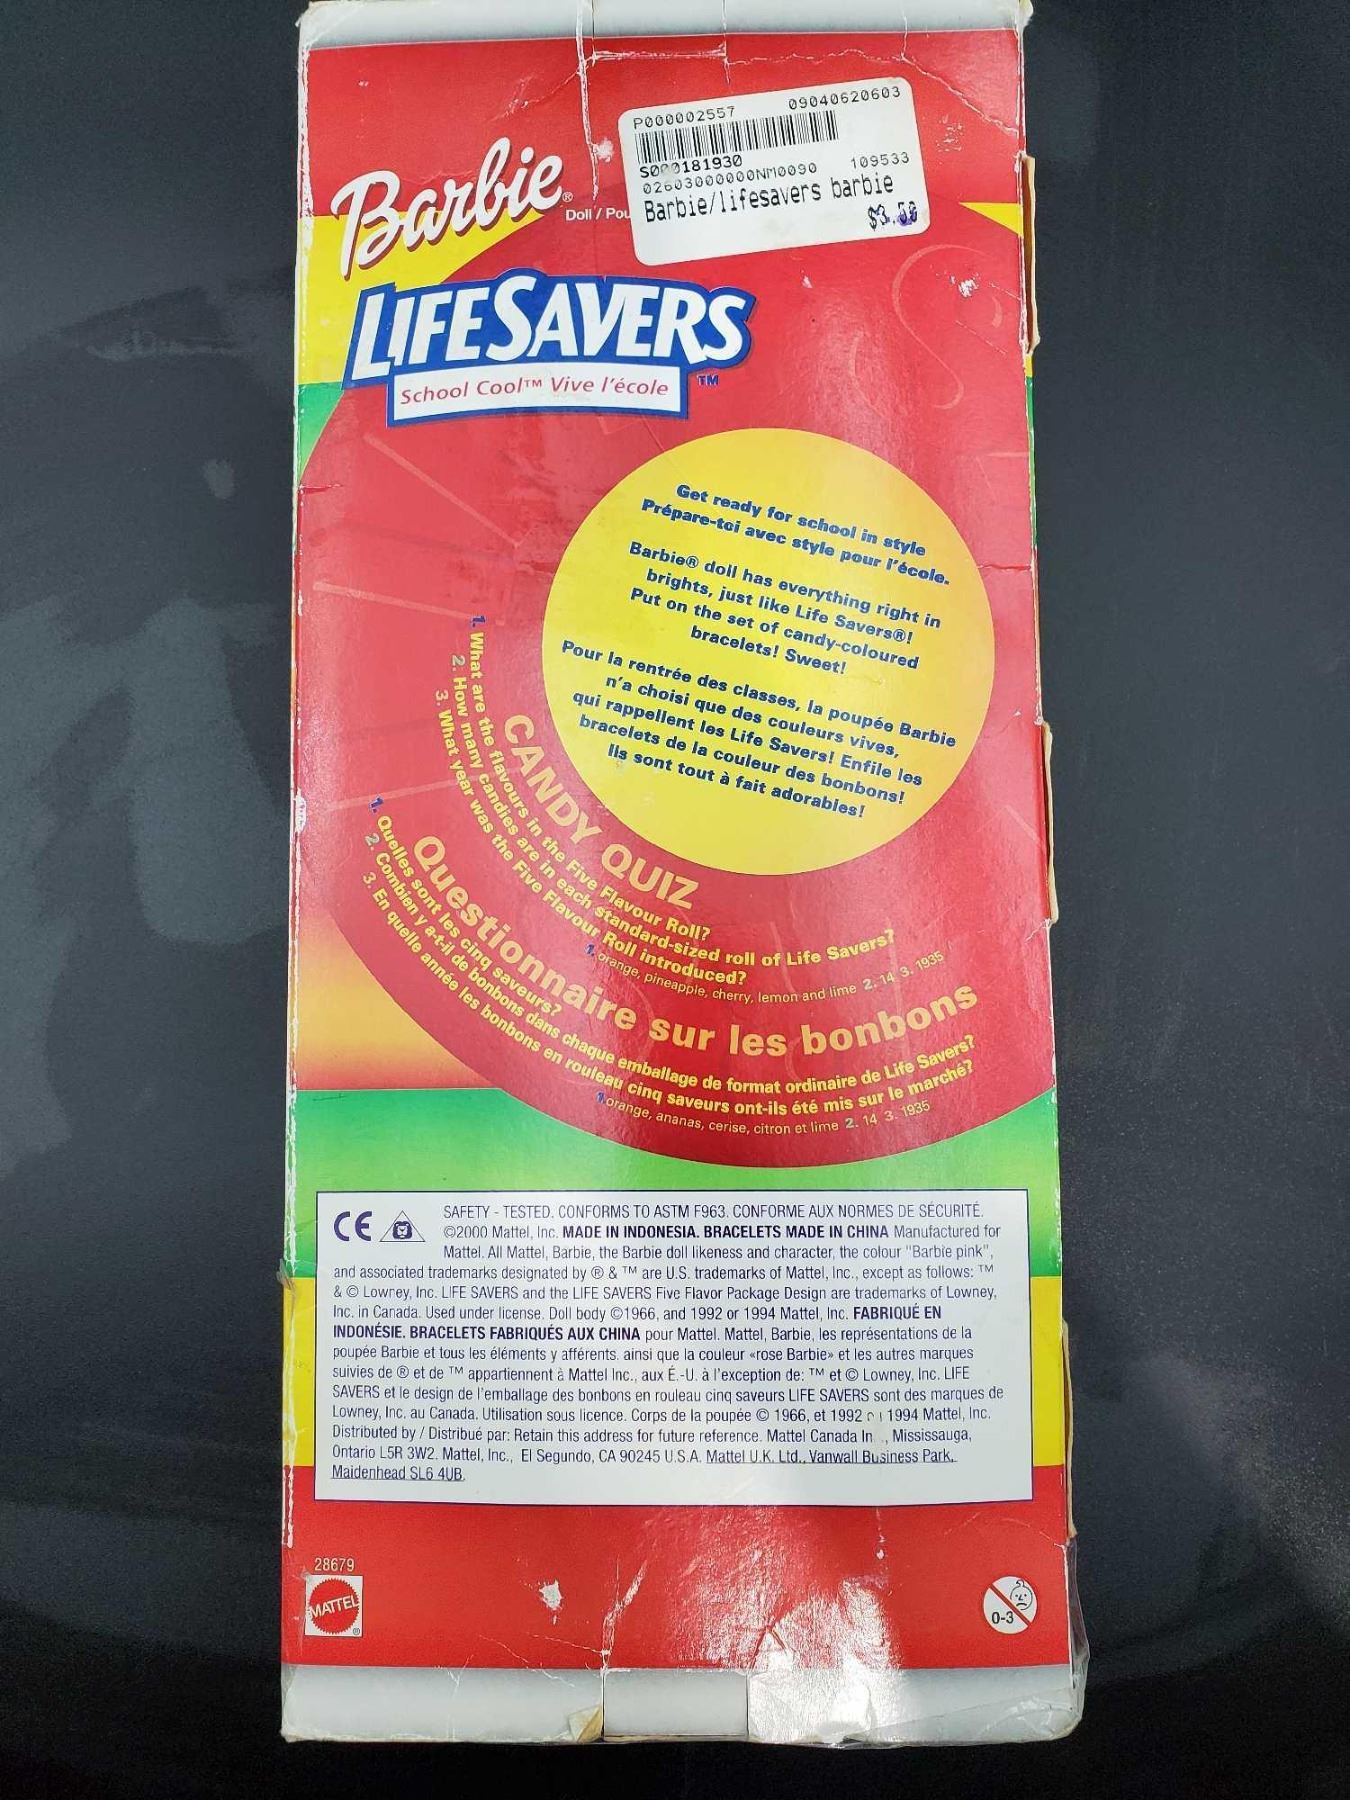 P000002557 09040620603
S000181930
02603000000NM0090 109533
Barbie/lifesavers barbie
Barbie®
Doll / Pou
LIFESAVERS
School Cool™ Vive l'école
TM
Get ready for school in style
Prépare-toi avec style pour l'école.
Barbie® doll has everything right in
brights, just like Life Savers®!
Put on the set of candy-coloured
bracelets! Sweet!
Pour la rentrée des classes, la poupée Barbie
n'a choisi que des couleurs vives,
qui rappellent les Life Savers! Enfile les
bracelets de la couleur des bonbons!
Ils sont tout à fait adorables!
CANDY QUIZ
1. What are the flavours in the Five Flavour Roll?
2. How many candies are in each standard-sized roll of Life Savers?
3. What year was the Five Flavour Roll introduced?
1. orange, pineapple, cherry, lemon and lime 2. 14 3. 1935
Questionnaire sur les bonbons
1. Quelles sont les cinq saveurs?
2. Combien y a-t-il de bonbons dans chaque emballage de format ordinaire de Life Savers?
3. En quelle année les bonbons en rouleau cinq saveurs ont-ils été mis sur le marché?
1. orange, ananas, cerise, citron et lime 2. 14 3. 1935
CE
SAFETY - TESTED. CONFORMS TO ASTM F963. CONFORME AUX NORMES DE SÉCURITÉ.
©2000 Mattel, Inc. MADE IN INDONESIA. BRACELETS MADE IN CHINA Manufactured for
Mattel. All Mattel, Barbie, the Barbie doll likeness and character, the colour "Barbie pink",
and associated trademarks designated by ® & ™ are U.S. trademarks of Mattel, Inc., except as follows: ™
& © Lowney, Inc. LIFE SAVERS and the LIFE SAVERS Five Flavor Package Design are trademarks of Lowney,
Inc. in Canada. Used under license. Doll body ©1966, and 1992 or 1994 Mattel, Inc. FABRIQUÉ EN
INDONÉSIE. BRACELETS FABRIQUÉS AUX CHINA pour Mattel. Mattel, Barbie, les représentations de la
poupée Barbie et tous les éléments y afférents. ainsi que la couleur «rose Barbie» et les autres marques
suivies de ® et de ™ appartiennent à Mattel Inc., aux É.-U. à l'exception de: ™ et © Lowney, Inc. LIFE
SAVERS et le design de l'emballage des bonbons en rouleau cinq saveurs LIFE SAVERS sont des marques de
Lowney, Inc. au Canada. Utilisation sous licence. Corps de la poupée © 1966, et 1992 1994 Mattel, Inc.
Distributed by / Distribué par: Retain this address for future reference. Mattel Canada In., Mississauga,
Ontario L5R 3W2. Mattel, Inc., El Segundo, CA 90245 U.S.A. Mattel U.K. Ltd., Vanwall Business Park,
Maidenhead SL6 4UB.
28679
MATTEL
®
0-3